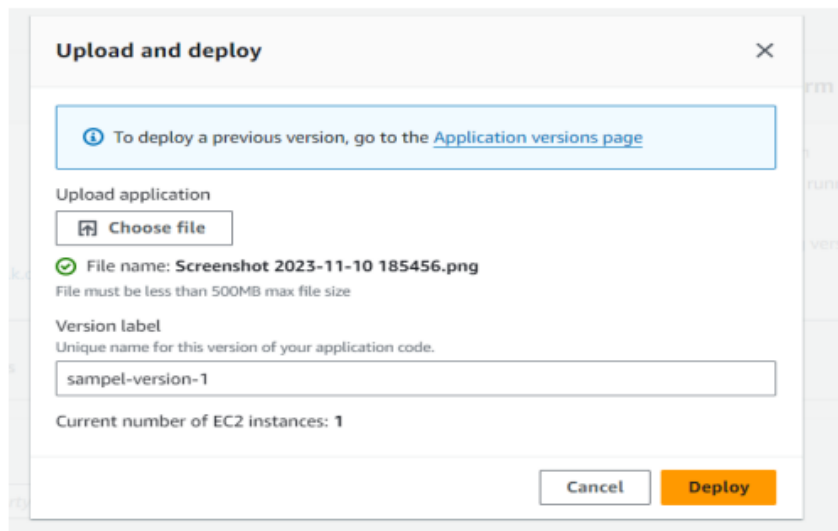 Upload and deploy
To deploy a previous version, go to the Application versions page
Upload application
Choose file
File name: Screenshot 2023-11-10 185456.png
File must be less than 500MB max file size
Version label
Unique name for this version of your application code.
sampel-version-1
Current number of EC2 instances: 1
Cancel
Deploy